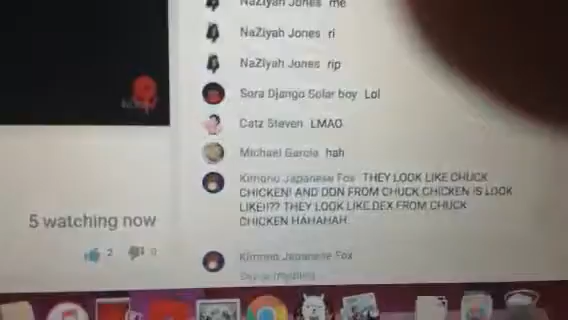 NaZiyah Jones me
NaZiyah Jones ri
NaZiyah Jones rip
Sora Django Solar boy Lol
Catz Steven LMAO
Michael Garcia hah
Kimono Japanese Fox THEY LOOK LIKE CHUCK
CHICKEN! AND DON FROM CHUCK CHICKEN IS LOOK
LIKE!!?? THEY LOOK LIKE DEX FROM CHUCK
CHICKEN HAHAHAH
5 watching now
2 0
Kimono Japanese Fox